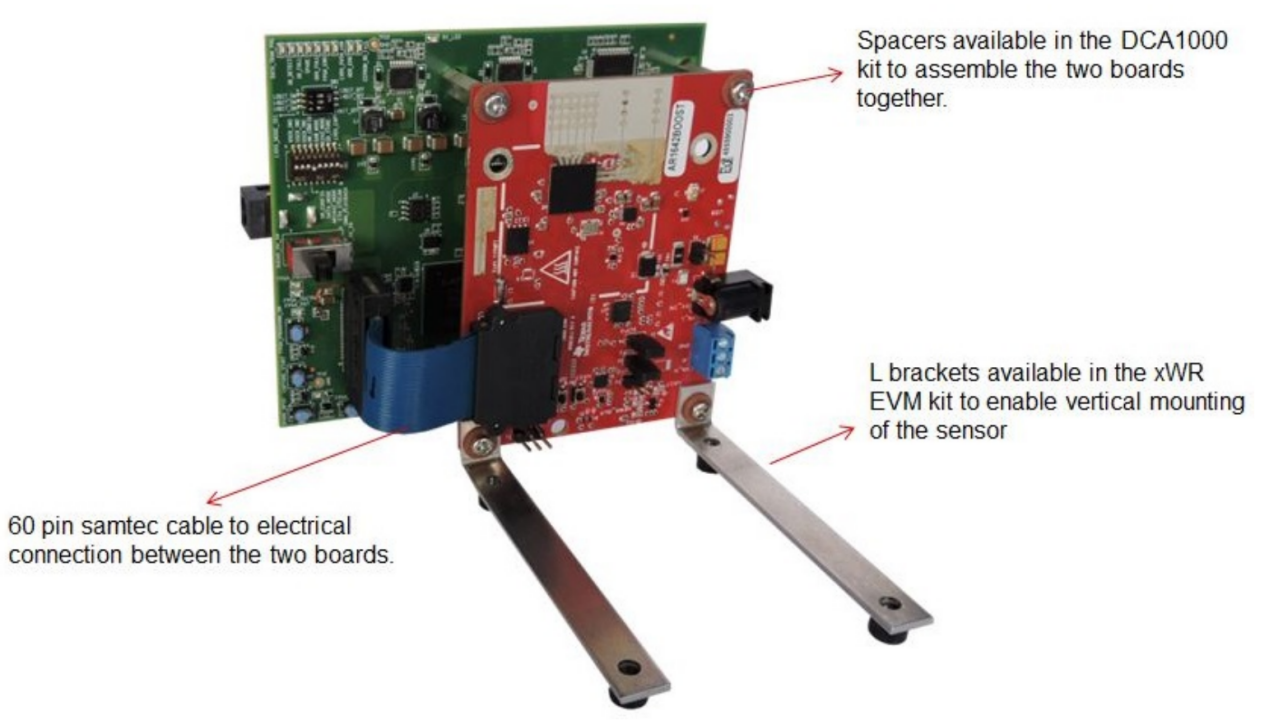 Spacers available in the DCA1000
kit to assemble the two boards
together.
AR1642BOOST
L brackets available in the xWR
EVM kit to enable vertical mounting
of the sensor
60 pin samtec cable to electrical
connection between the two boards.